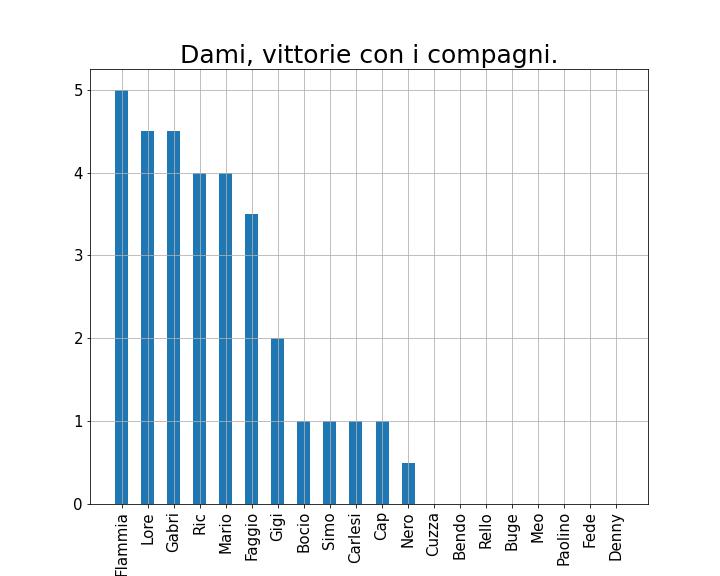 Dami, vittorie con i compagni.
5
4
3
2
1
0
Flammia
Lore
Gabri
Ric
Mario
Faggio
Gigi
Bocio
Simo
Carlesi
Cap
Nero
Cuzza
Bendo
Rello
Buge
Meo
Paolino
Fede
Denny